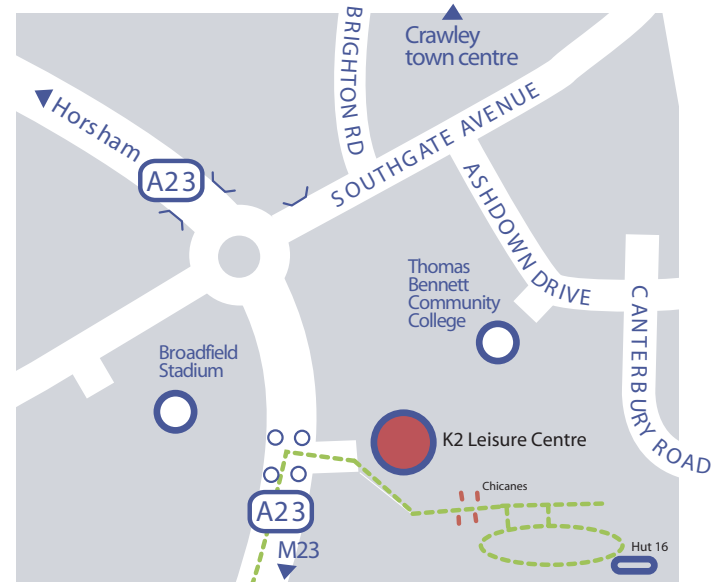 Crawley
town centre
BRIGHTON RD
Horsham
A23
SOUTHGATE AVENUE
ASHDOWN DRIVE
Thomas
Bennett
Community
College
CANTERBURY ROAD
Broadfield
Stadium
K2 Leisure Centre
Chicanes
A23
M23
Hut 16